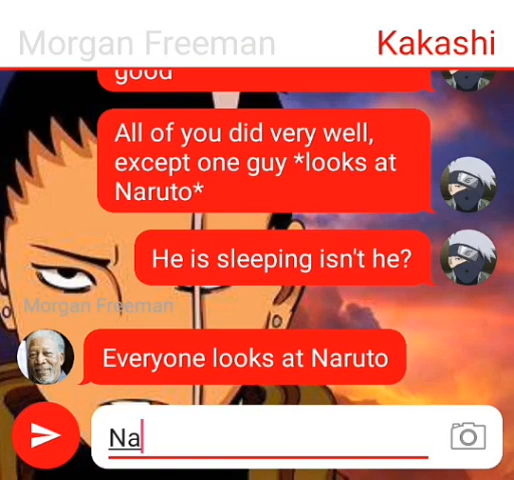 Morgan Freeman Kakashi
good
All of you did very well,
except one guy *looks at
Naruto*
He is sleeping isn't he?
Morgan Freeman
Everyone looks at Naruto
Na